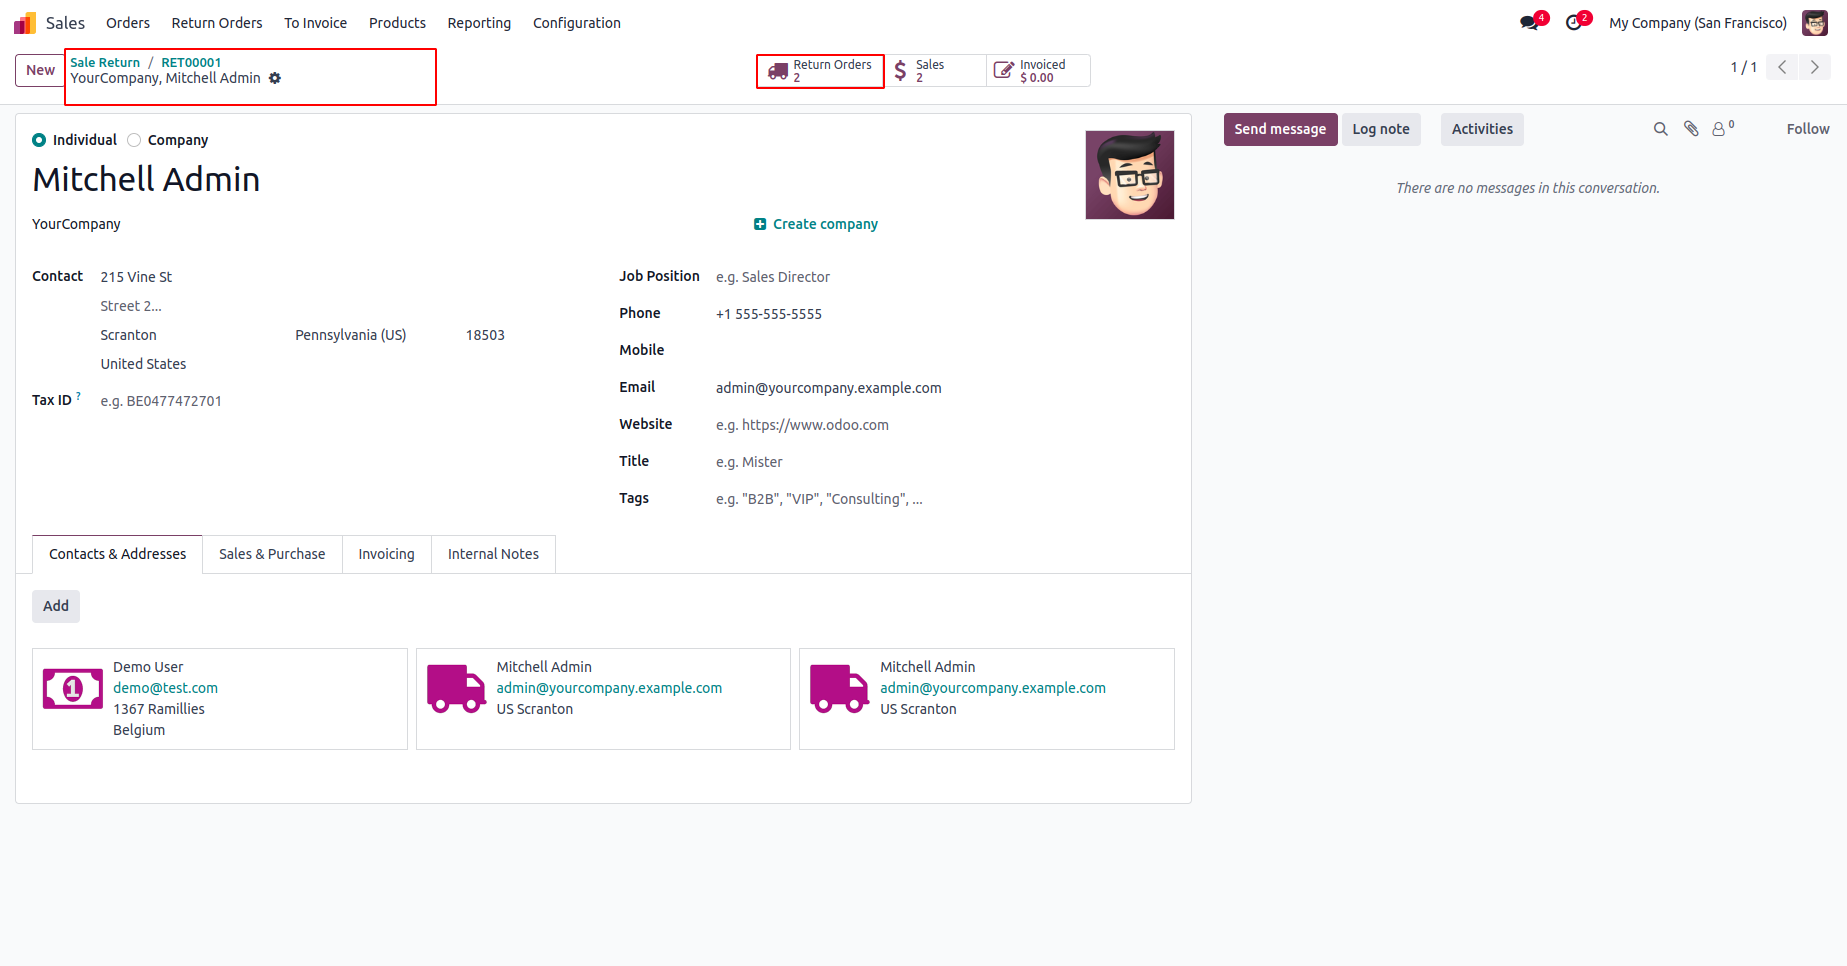 Sales Orders Return Orders To Invoice Products Reporting Configuration 4 2 My Company (San Francisco)
New Sale Return / RET00001
YourCompany, Mitchell Admin
Return Orders
2
Sales
2
Invoiced
$ 0.00
1 / 1
Individual Company
Mitchell Admin
YourCompany Create company
Contact 215 Vine St
Street 2...
Scranton Pennsylvania (US) 18503
United States
Tax ID ? e.g. BE0477472701
Job Position e.g. Sales Director
Phone +1 555-555-5555
Mobile
Email admin@yourcompany.example.com
Website e.g. https://www.odoo.com
Title e.g. Mister
Tags e.g. "B2B", "VIP", "Consulting", ...
Contacts & Addresses Sales & Purchase Invoicing Internal Notes
Add
1
Demo User
demo@test.com
1367 Ramillies
Belgium
Mitchell Admin
admin@yourcompany.example.com
US Scranton
Mitchell Admin
admin@yourcompany.example.com
US Scranton
Send message Log note Activities 0 Follow
There are no messages in this conversation.